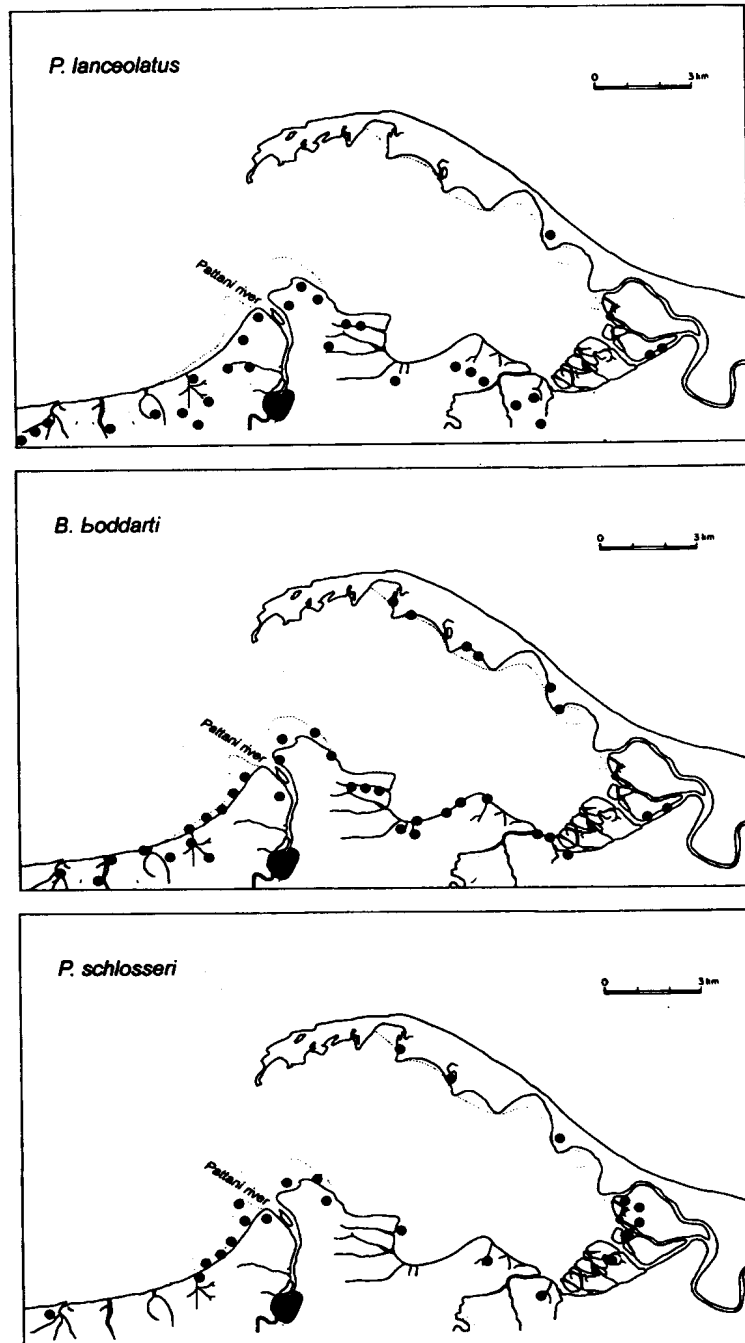 P. lanceolatus
0 3 km
Pattani river
B. boddarti
0 3 km
Pattani river
P. schlosseri
0 3 km
Pattani river